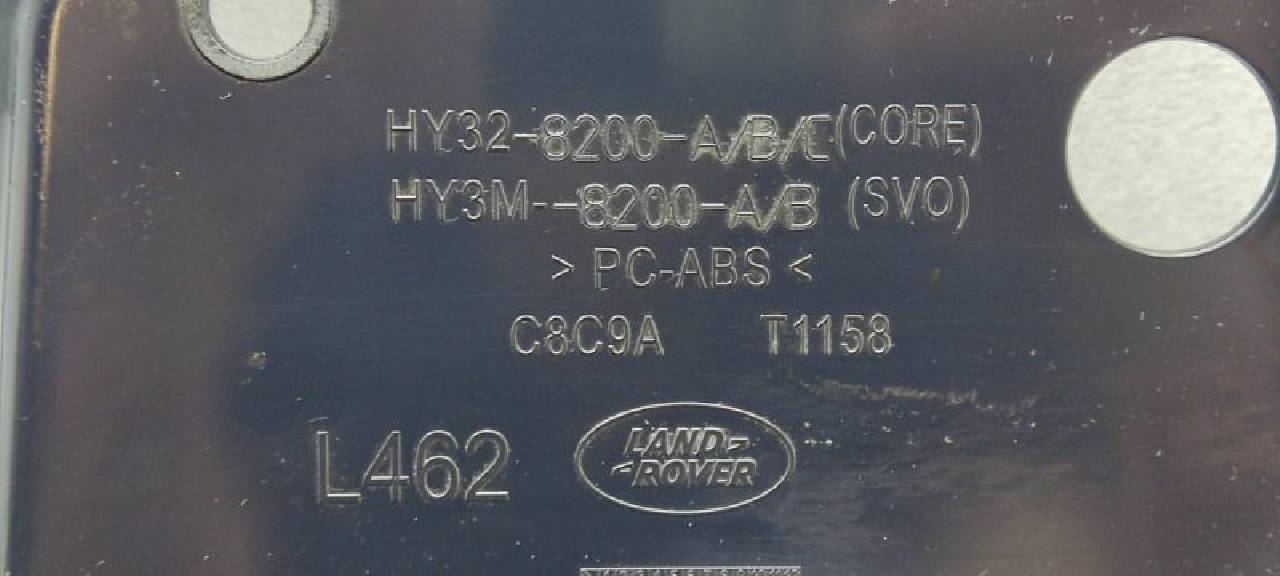 HY32-8200-A/B/C(CORE)
HY3M--8200-A/B (SVO)
> PC-ABS <
C8C9A T1158
L462
LAND-
-ROVER